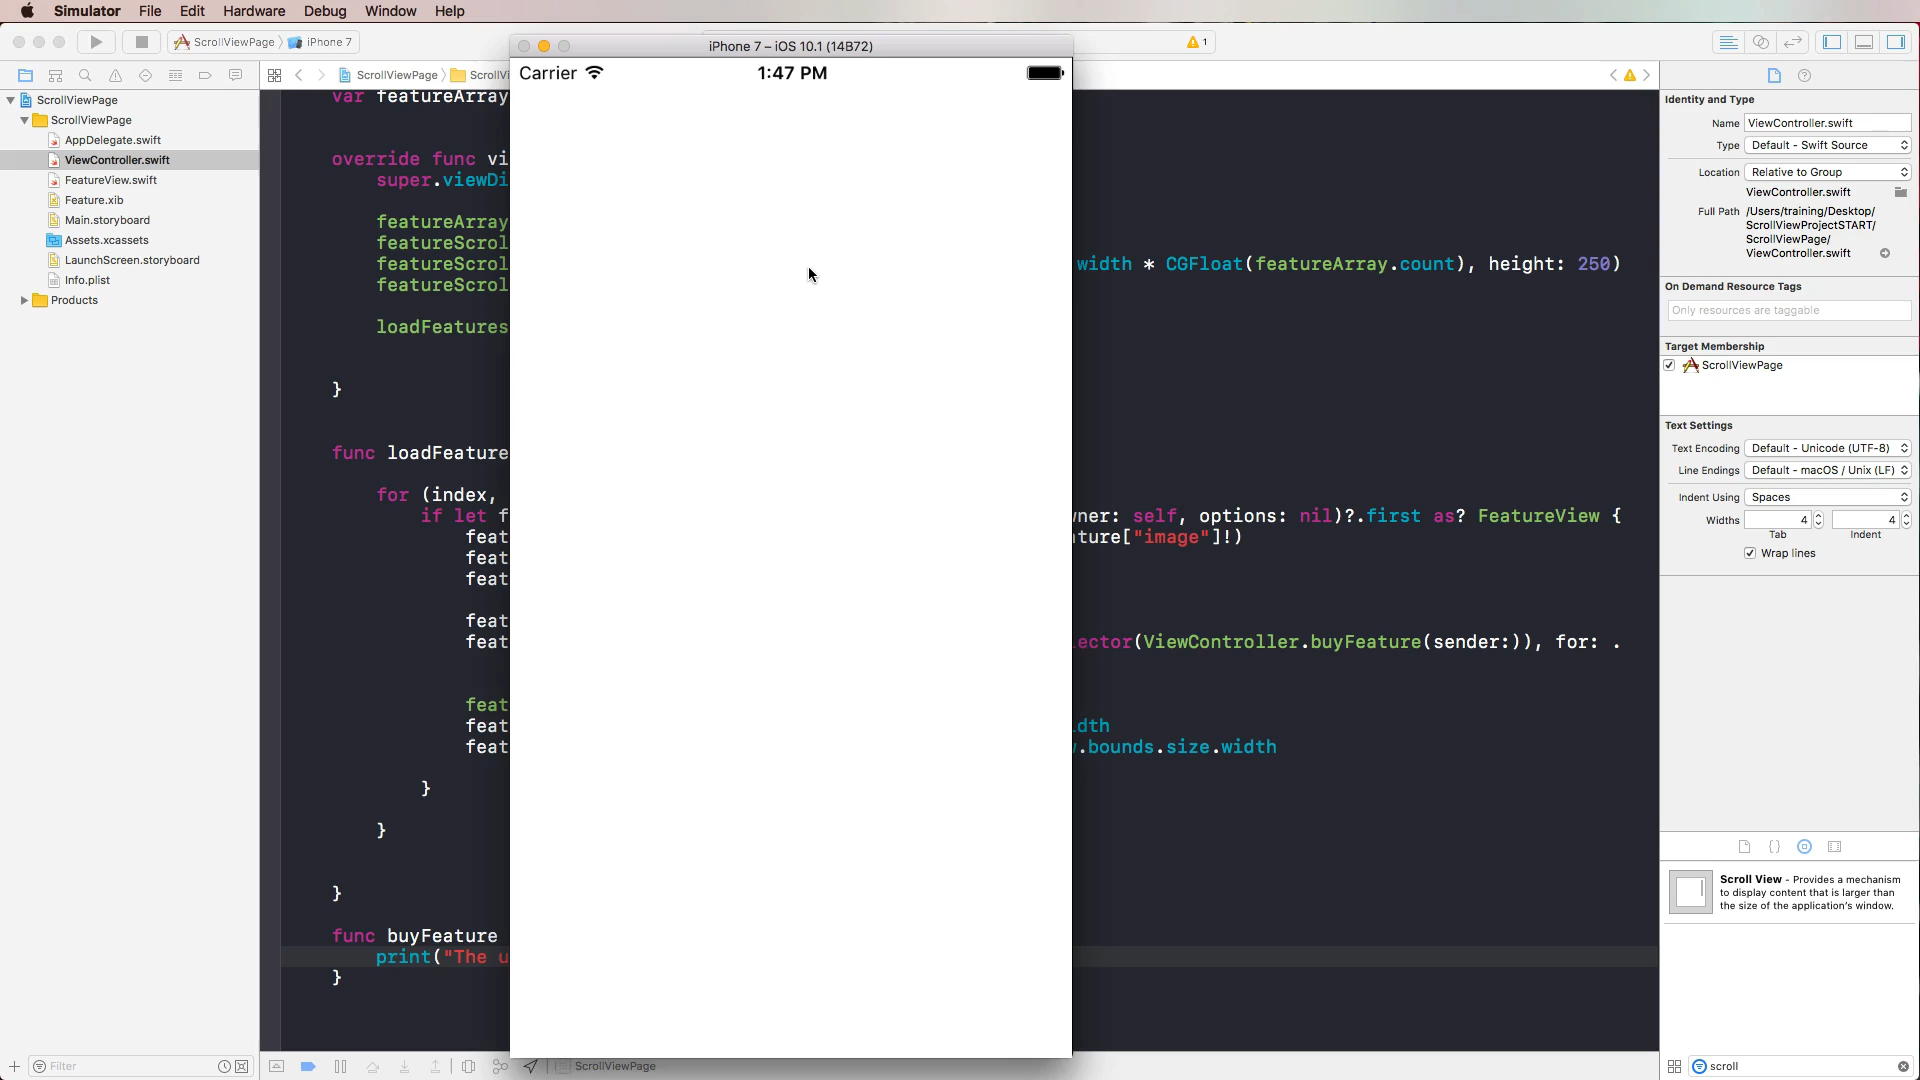 Simulator File Edit Hardware Debug Window Help
ScrollViewPage iPhone 7
iPhone 7 – iOS 10.1 (14B72)
1
ScrollViewPage
Carrier 1:47 PM
ScrollViewPage
ScrollViewPage
AppDelegate.swift
ViewController.swift
FeatureView.swift
Feature.xib
Main.storyboard
Assets.xcassets
LaunchScreen.storyboard
Info.plist
Products
var featureArray
override func vi
super.viewDi
featureArray
featureScrol
featureScrol width * CGFloat(featureArray.count), height: 250)
featureScrol
loadFeatures
}
func loadFeature
for (index,
if let f wner: self, options: nil)?.first as? FeatureView {
feat ture["image"]!)
feat
feat
feat
feat lector(ViewController.buyFeature(sender:)), for: .
feat
feat idth
feat .bounds.size.width
}
}
}
func buyFeature
print("The u
}
Identity and Type
Name ViewController.swift
Type Default - Swift Source
Location Relative to Group
ViewController.swift
Full Path /Users/training/Desktop/
ScrollViewProjectSTART/
ScrollViewPage/
ViewController.swift
On Demand Resource Tags
Only resources are taggable
Target Membership
ScrollViewPage
Text Settings
Text Encoding Default - Unicode (UTF-8)
Line Endings Default - macOS / Unix (LF)
Indent Using Spaces
Widths 4 4
Tab Indent
Wrap lines
Scroll View - Provides a mechanism
to display content that is larger than
the size of the application's window.
Filter
ScrollViewPage
scroll